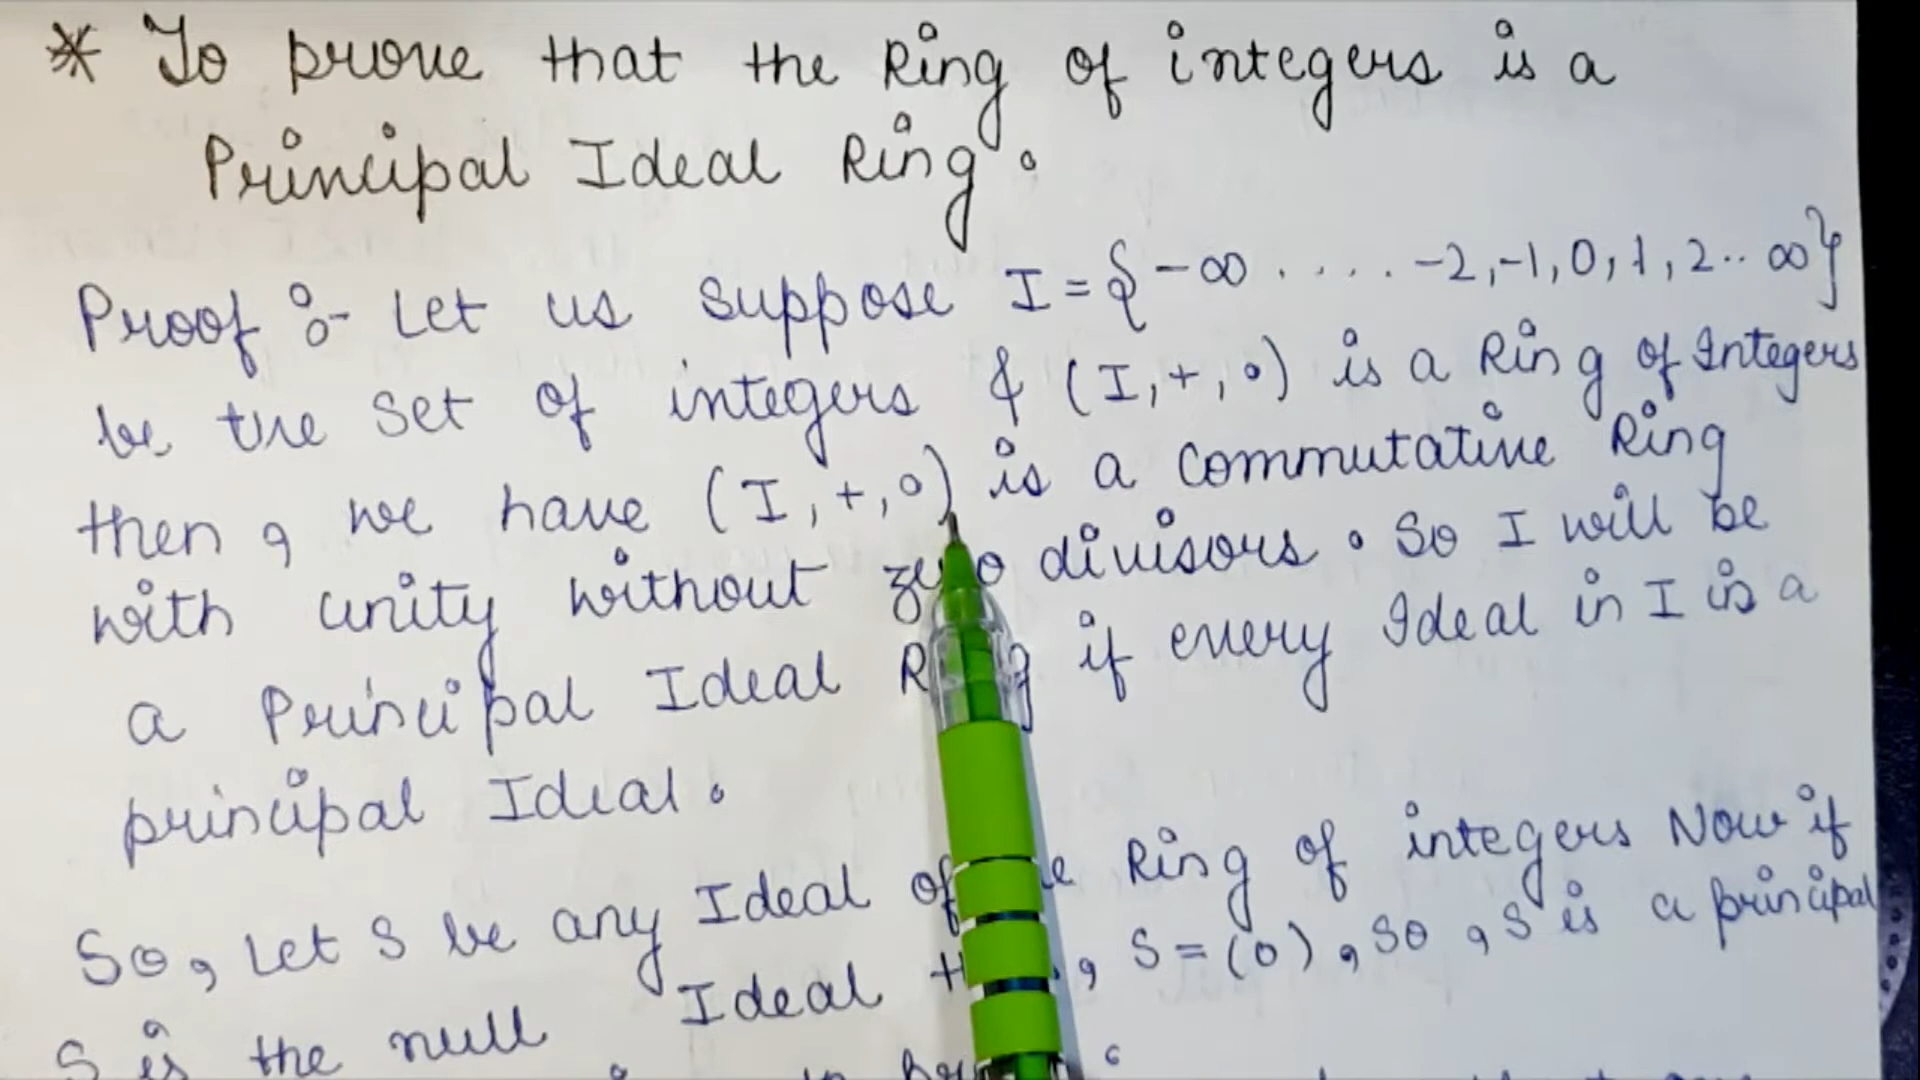 * To prove that the Ring of integers is a
Principal Ideal Ring.
Proof :- Let us suppose I = {-∞ .... -2,-1,0,1,2.. ∞}
be the set of integers & (I,+,•) is a Ring of Integers
then, we have (I,+,•) is a commutative Ring
with unity without zero divisors. So I will be
a Principal Ideal Ring if every Ideal in I is a
principal Ideal.
So, Let S be any Ideal of Ring of integers Now if
S is the null Ideal , S = (0), so, S is a principal